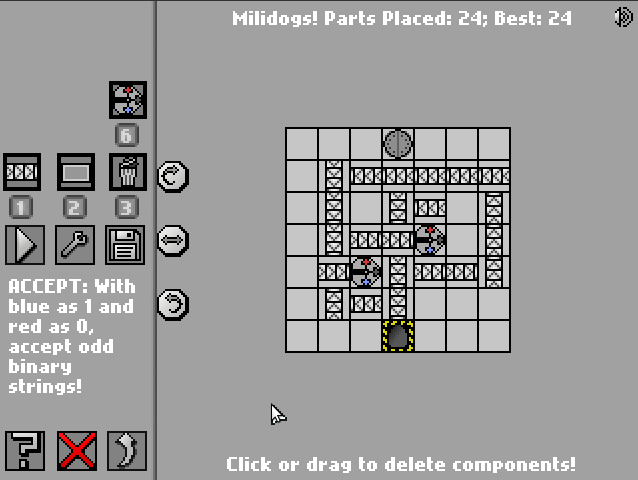 Milidogs! Parts Placed: 24; Best: 24
6
1 2 3
ACCEPT: With
blue as 1 and
red as 0,
accept odd
binary
strings!
?
Click or drag to delete components!